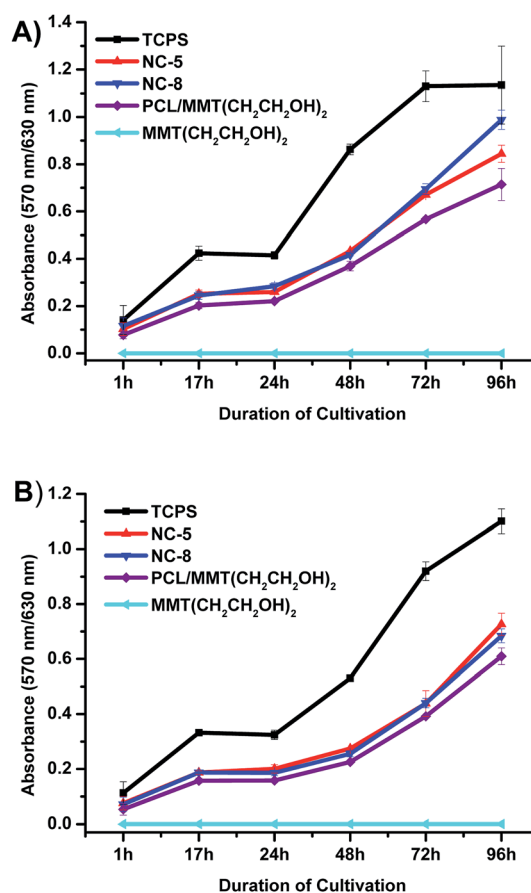 A)
TCPS
NC-5
NC-8
PCL/MMT(CH₂CH₂OH)₂
MMT(CH₂CH₂OH)₂
Absorbance (570 nm/630 nm)
1.4
1.2
1.0
0.8
0.6
0.4
0.2
0.0
1h 17h 24h 48h 72h 96h
Duration of Cultivation
B)
TCPS
NC-5
NC-8
PCL/MMT(CH₂CH₂OH)₂
MMT(CH₂CH₂OH)₂
Absorbance (570 nm/630 nm)
1.2
1.0
0.8
0.6
0.4
0.2
0.0
1h 17h 24h 48h 72h 96h
Duration of Cultivation